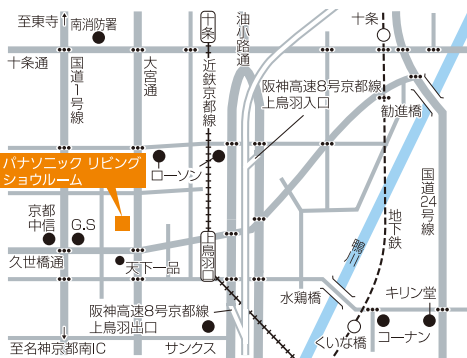 至東寺
南消防署
十条
油小路通
十条
十条通
国道1号線
大宮通
近鉄京都線
阪神高速8号京都線
上鳥羽入口
勧進橋
パナソニック リビング
ショウルーム
ローソン
国道24号線
京都
中信
G.S
地下鉄
鴨川
上鳥羽口
久世橋通
天下一品
水鶏橋
キリン堂
阪神高速8号京都線
上鳥羽出口
至名神京都南IC
サンクス
くいな橋
コーナン